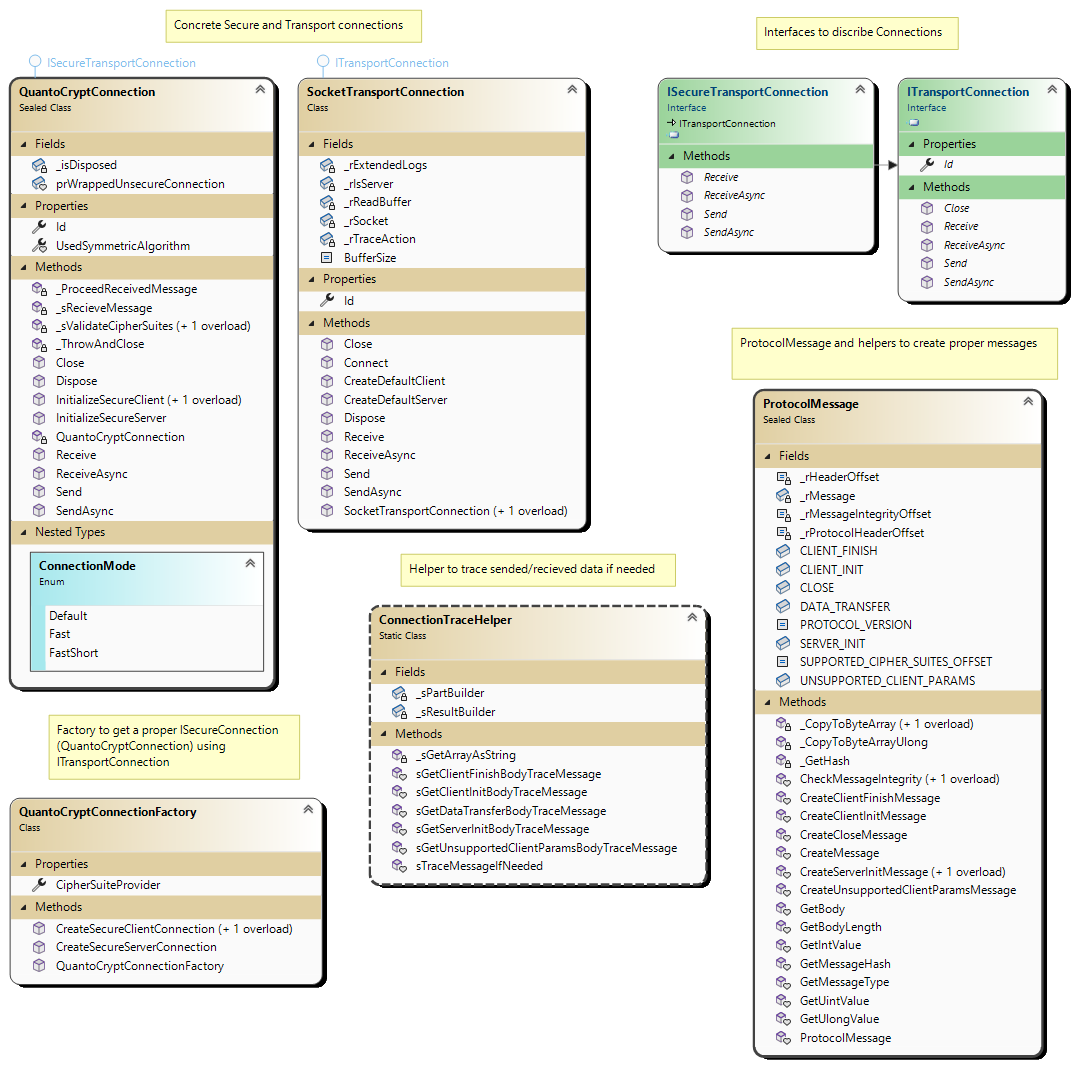 Concrete Secure and Transport connections
Interfaces to discribe Connections
ISecureTransportConnection
QuantoCryptConnection
Sealed Class
Fields
_isDisposed
prWrappedUnsecureConnection
Properties
Id
UsedSymmetricAlgorithm
Methods
_ProceedReceivedMessage
_sRecieveMessage
_sValidateCipherSuites (+ 1 overload)
_ThrowAndClose
Close
Dispose
InitializeSecureClient (+ 1 overload)
InitializeSecureServer
QuantoCryptConnection
Receive
ReceiveAsync
Send
SendAsync
Nested Types
ConnectionMode
Enum
Default
Fast
FastShort
ITransportConnection
SocketTransportConnection
Class
Fields
_rExtendedLogs
_rIsServer
_rReadBuffer
_rSocket
_rTraceAction
BufferSize
Properties
Id
Methods
Close
Connect
CreateDefaultClient
CreateDefaultServer
Dispose
Receive
ReceiveAsync
Send
SendAsync
SocketTransportConnection (+ 1 overload)
ISecureTransportConnection
Interface
ITransportConnection
Methods
Receive
ReceiveAsync
Send
SendAsync
ITransportConnection
Interface
Properties
Id
Methods
Close
Receive
ReceiveAsync
Send
SendAsync
ProtocolMessage and helpers to create proper messages
ProtocolMessage
Sealed Class
Fields
_rHeaderOffset
_rMessage
_rMessageIntegrityOffset
_rProtocolHeaderOffset
CLIENT_FINISH
CLIENT_INIT
CLOSE
DATA_TRANSFER
PROTOCOL_VERSION
SERVER_INIT
SUPPORTED_CIPHER_SUITES_OFFSET
UNSUPPORTED_CLIENT_PARAMS
Methods
_CopyToByteArray (+ 1 overload)
_CopyToByteArrayUlong
_GetHash
CheckMessageIntegrity (+ 1 overload)
CreateClientFinishMessage
CreateClientInitMessage
CreateCloseMessage
CreateMessage
CreateServerInitMessage (+ 1 overload)
CreateUnsupportedClientParamsMessage
GetBody
GetBodyLength
GetIntValue
GetMessageHash
GetMessageType
GetUintValue
GetUlongValue
ProtocolMessage
Helper to trace sended/recieved data if needed
ConnectionTraceHelper
Static Class
Fields
_sPartBuilder
_sResultBuilder
Methods
_sGetArrayAsString
sGetClientFinishBodyTraceMessage
sGetClientInitBodyTraceMessage
sGetDataTransferBodyTraceMessage
sGetServerInitBodyTraceMessage
sGetUnsupportedClientParamsBodyTraceMessage
sTraceMessageIfNeeded
Factory to get a proper ISecureConnection
(QuantoCryptConnection) using
ITransportConnection
QuantoCryptConnectionFactory
Class
Properties
CipherSuiteProvider
Methods
CreateSecureClientConnection (+ 1 overload)
CreateSecureServerConnection
QuantoCryptConnectionFactory